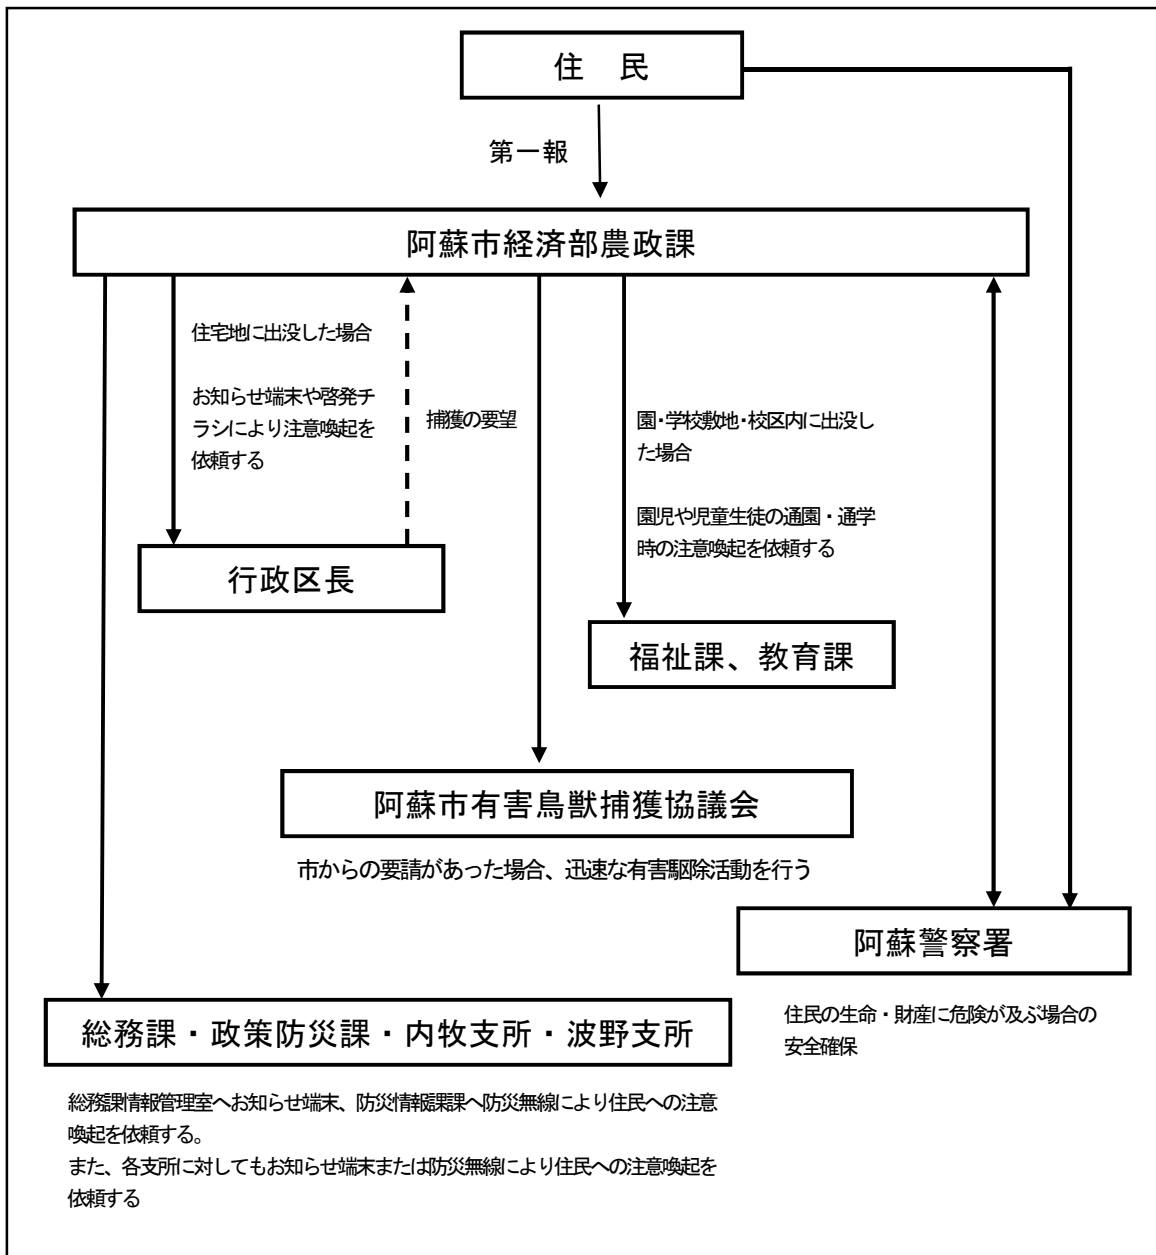 住　民
第一報
阿蘇市経済部農政課
住宅地に出没した場合
お知らせ端末や啓発チ
ラシにより注意喚起を
依頼する
捕獲の要望
園・学校敷地・校区内に出没し
た場合
園児や児童生徒の通園・通学
時の注意喚起を依頼する
行政区長
福祉課、教育課
阿蘇市有害鳥獣捕獲協議会
市からの要請があった場合、迅速な有害駆除活動を行う
阿蘇警察署
住民の生命・財産に危険が及ぶ場合の
安全確保
総務課・政策防災課・内牧支所・波野支所
総務課情報管理室へお知らせ端末、防災情報課課へ防災無線により住民への注意
喚起を依頼する。
また、各支所に対してもお知らせ端末または防災無線により住民への注意喚起を
依頼する